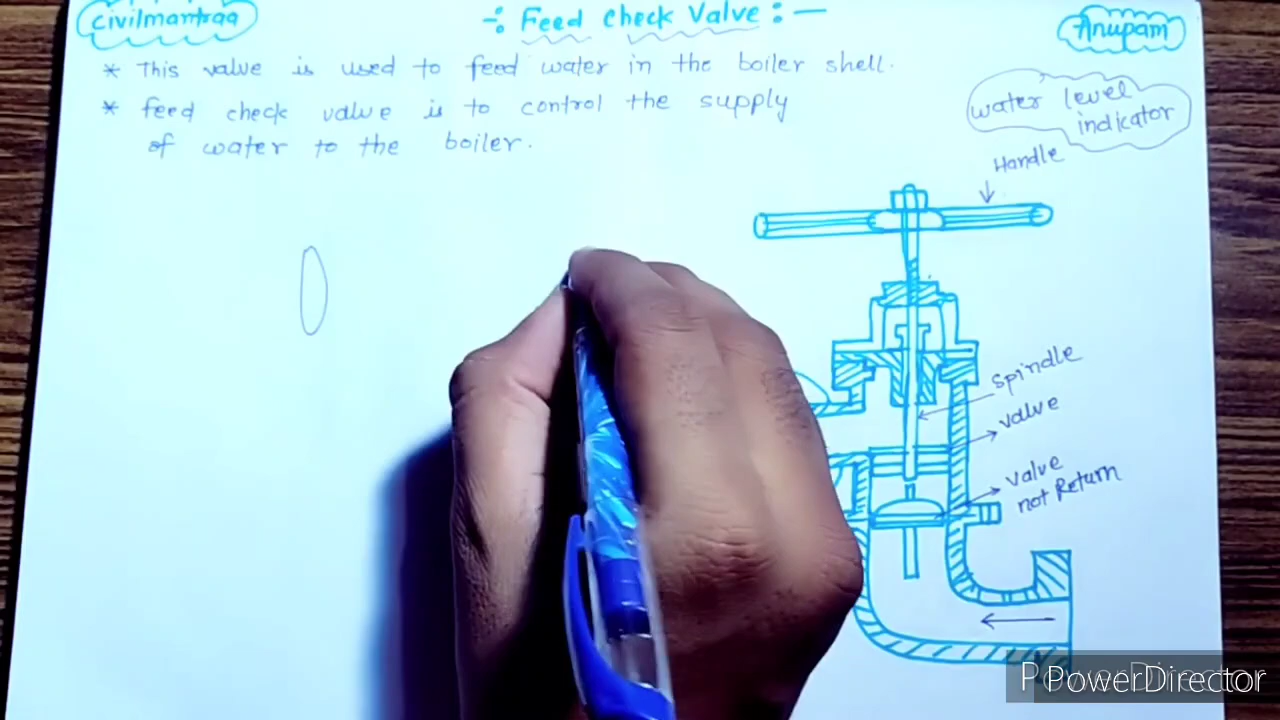 Civilmantraa
-: Feed Check Valve :-
Anupam
* This valve is used to feed water in the boiler shell.
* feed check valve is to control the supply
of water to the boiler.
water level
indicator
Handle
Spindle
valve
valve
not Return
PowerDirector